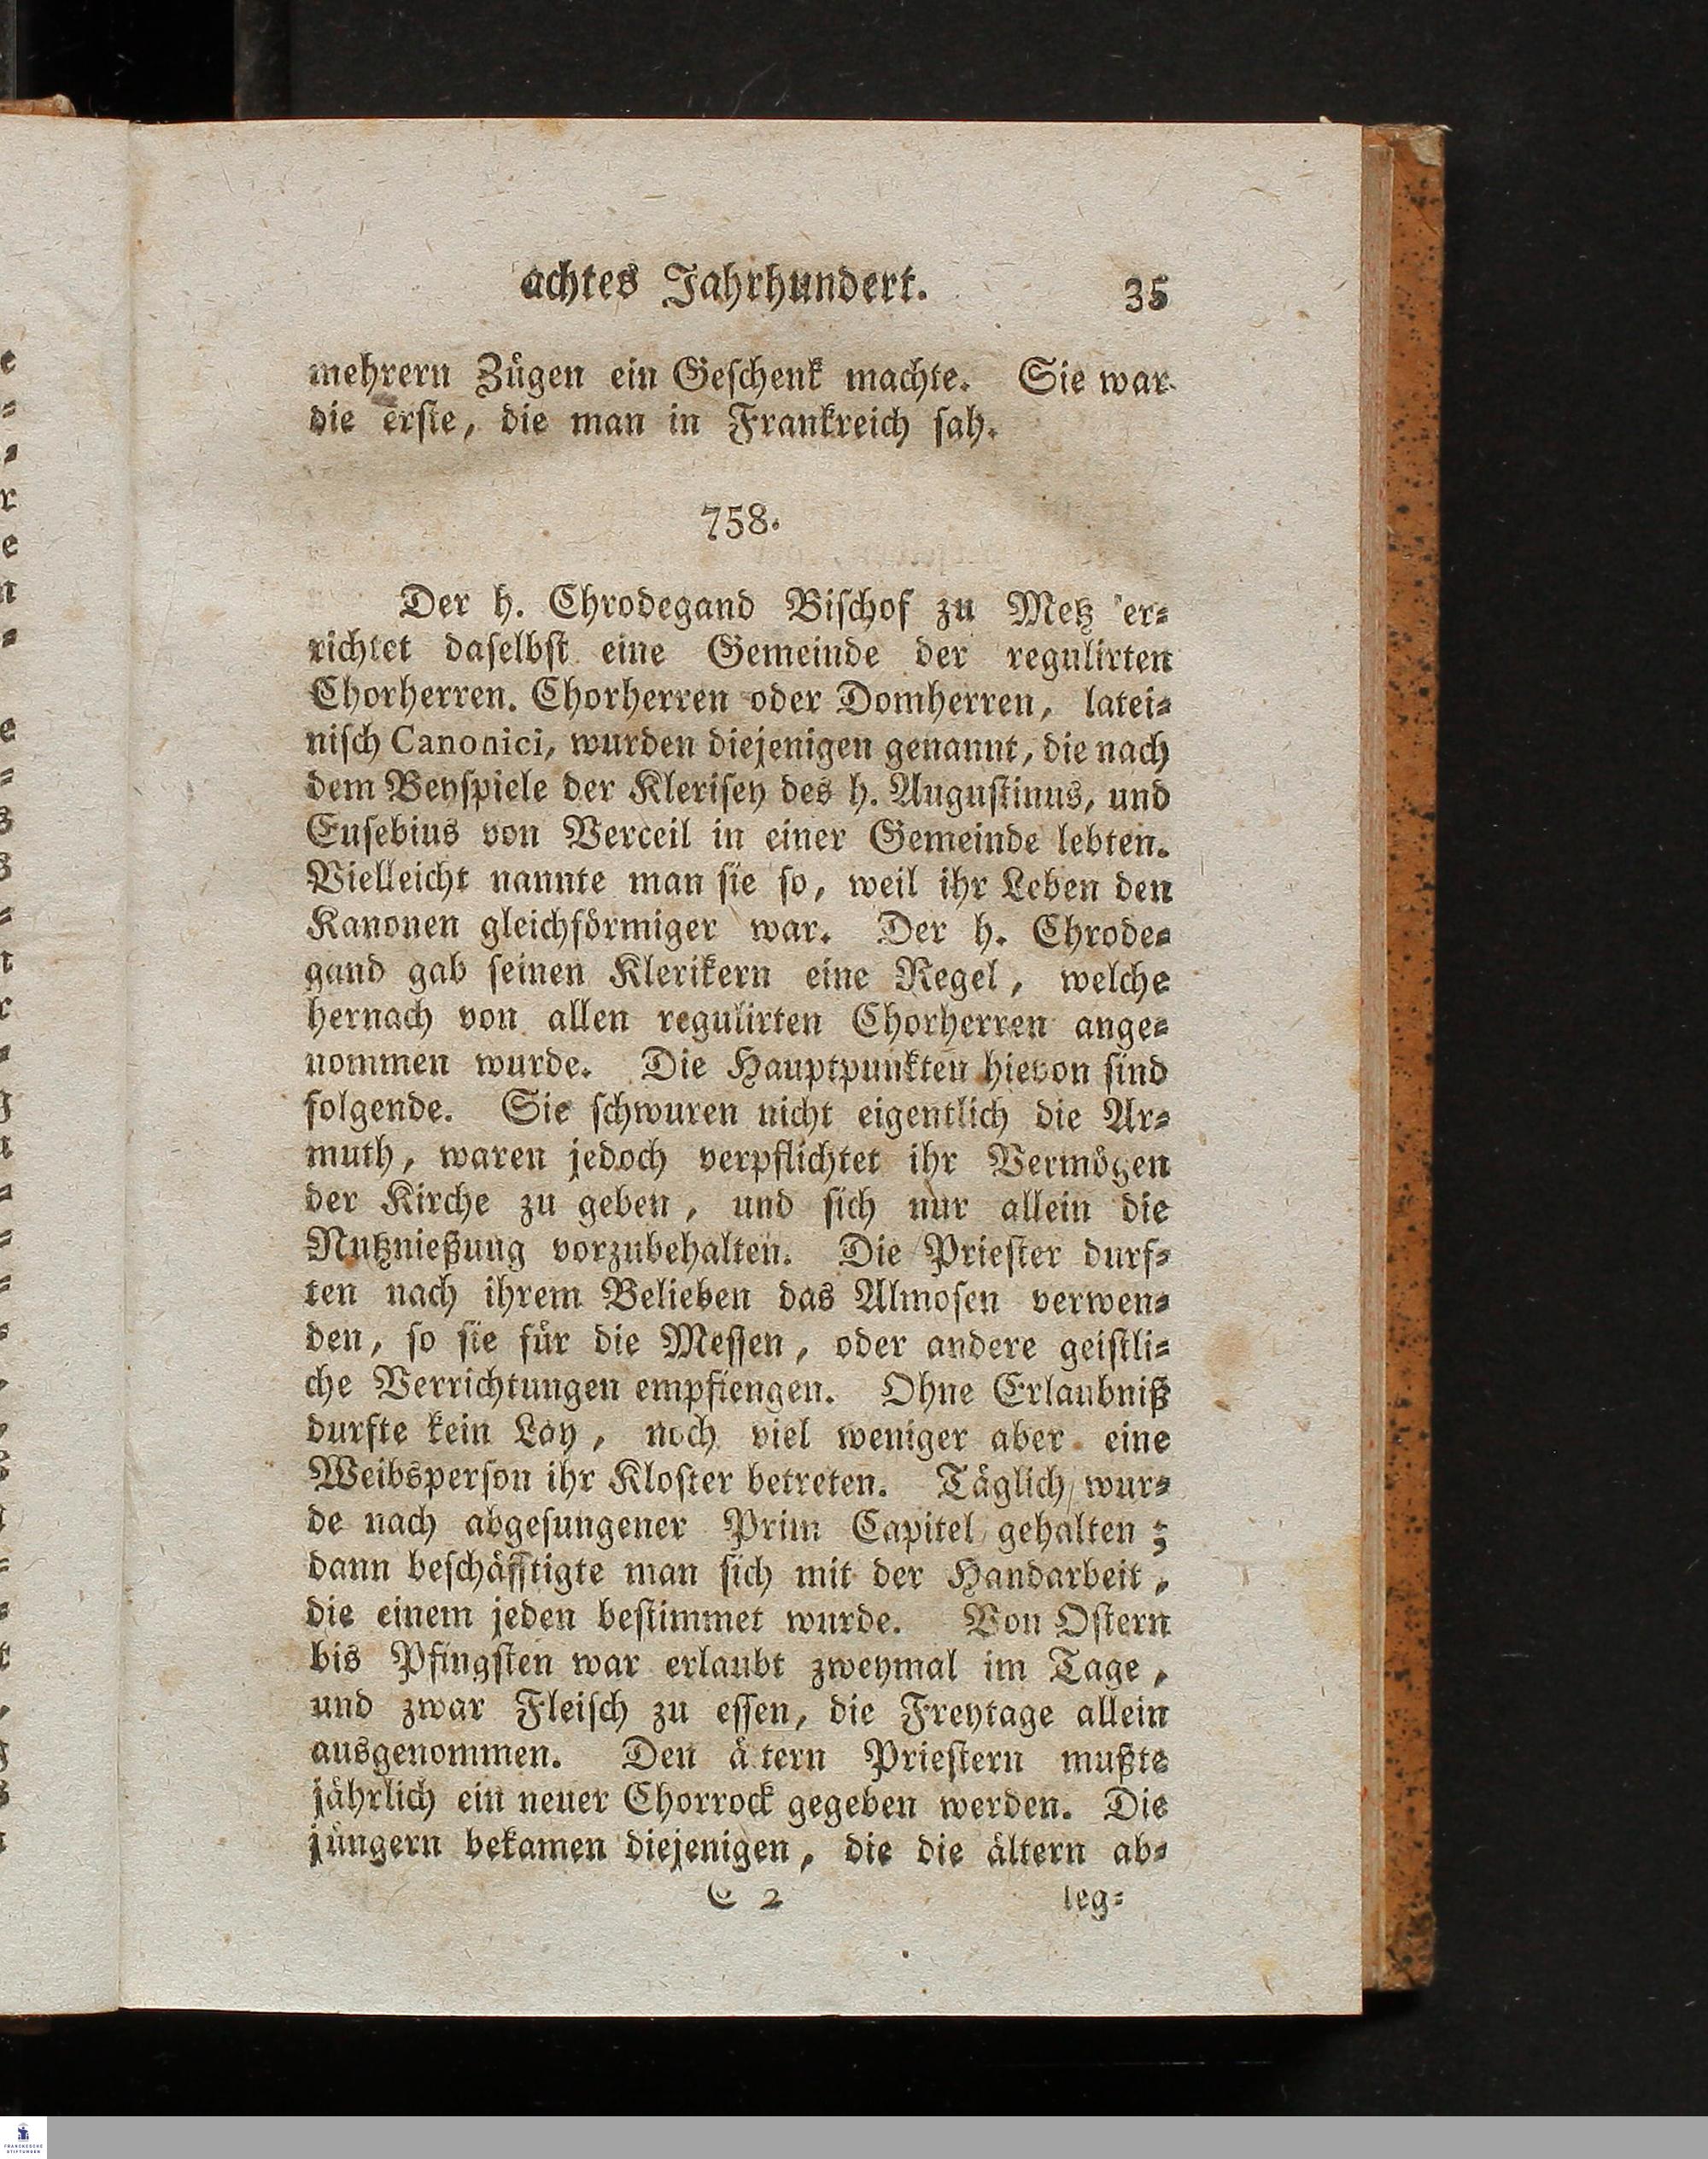 achtes Jahrhundert. 35
mehrern Zügen ein Geschenk machte. Sie war
die erste, die man in Frankreich sah.
758.
Der h. Chrodegand Bischof zu Metz er-
richtet daselbst eine Gemeinde der regulirten
Chorherren. Chorherren oder Domherren, latei-
nisch Canonici, wurden diejenigen genannt, die nach
dem Beyspiele der Klerisey des h. Augustinus, und
Eusebius von Verceil in einer Gemeinde lebten.
Vielleicht nannte man sie so, weil ihr Leben den
Kanonen gleichförmiger war. Der h. Chrode-
gand gab seinen Klerikern eine Regel, welche
hernach von allen regulirten Chorherren ange-
nommen wurde. Die Hauptpunkten hievon sind
folgende. Sie schwuren nicht eigentlich die Ar-
muth, waren jedoch verpflichtet ihr Vermögen
der Kirche zu geben, und sich nur allein die
Nutznießung vorzubehalten. Die Priester durf-
ten nach ihrem Belieben das Almosen verwen-
den, so sie für die Messen, oder andere geistli-
che Verrichtungen empfiengen. Ohne Erlaubniß
durfte kein Lay, noch viel weniger aber eine
Weibsperson ihr Kloster betreten. Täglich wur-
de nach abgesungener Prim Capitel gehalten;
dann beschäfftigte man sich mit der Handarbeit,
die einem jeden bestimmet wurde. Von Ostern
bis Pfingsten war erlaubt zweymal im Tage,
und zwar Fleisch zu essen, die Freytage allein
ausgenommen. Den ä tern Priestern mußte
jährlich ein neuer Chorrock gegeben werden. Die
jüngern bekamen diejenigen, die die ältern ab-
C 2 leg-
FRANCKESCHE
STIFTUNGEN